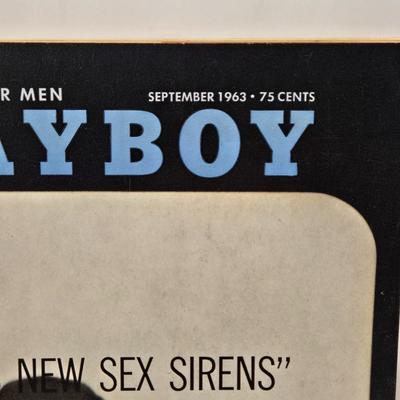 R MEN
SEPTEMBER 1963 • 75 CENTS
AYBOY
NEW SEX SIRENS”